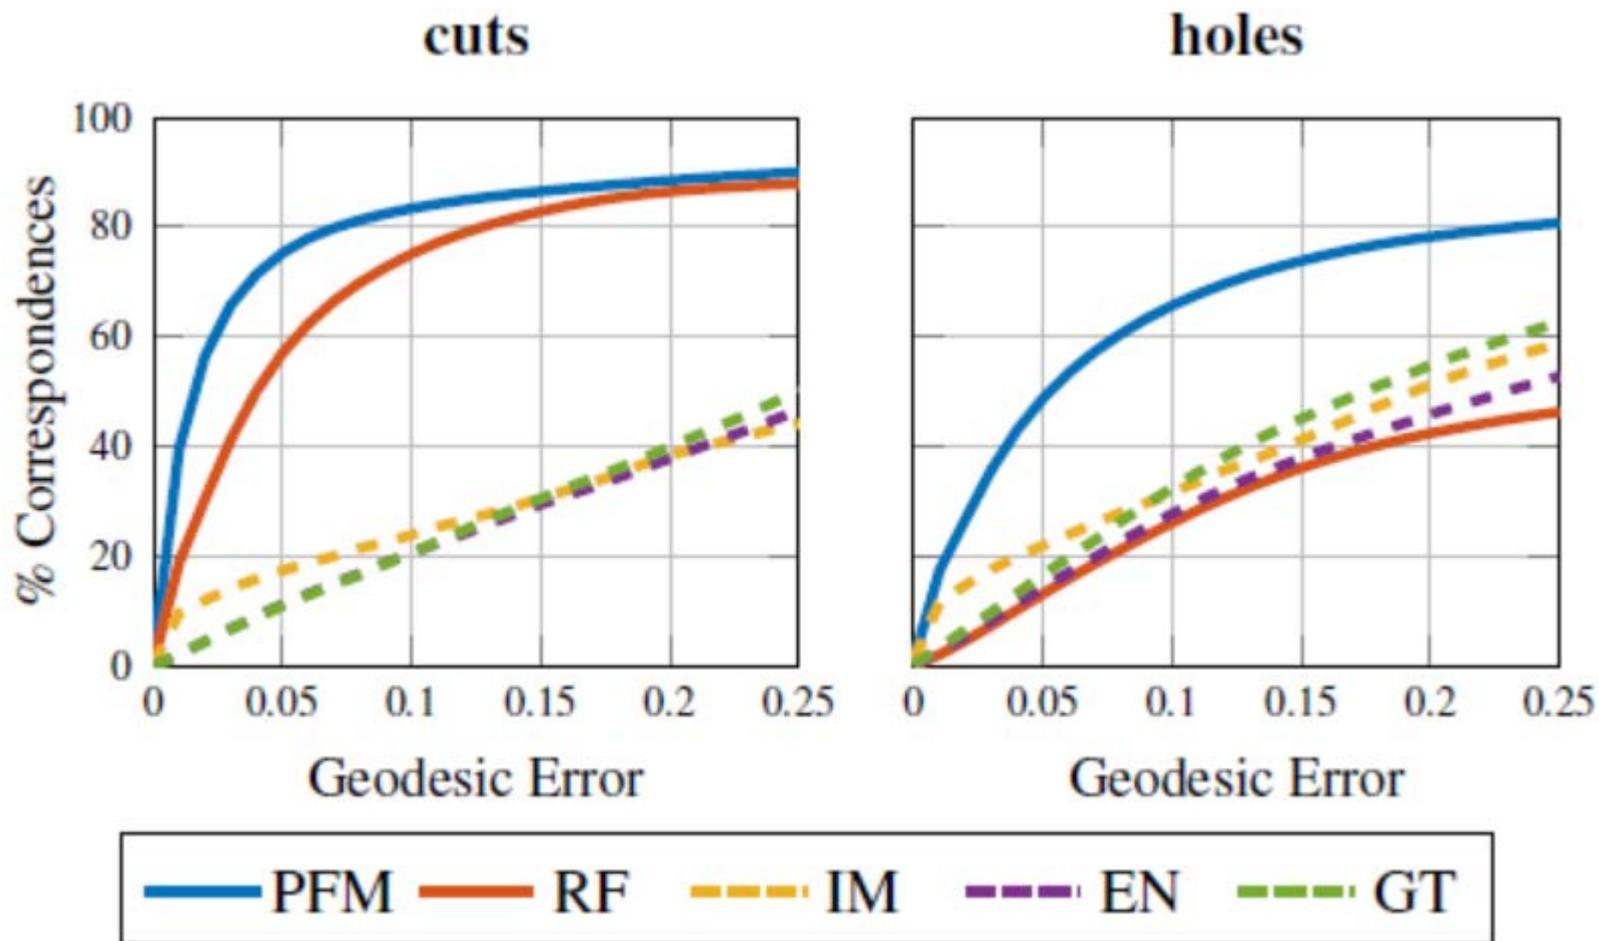 cuts holes
100
80
60
40
20
0
% Correspondences
0 0.05 0.1 0.15 0.2 0.25
0 0.05 0.1 0.15 0.2 0.25
Geodesic Error Geodesic Error
PFM RF IM EN GT